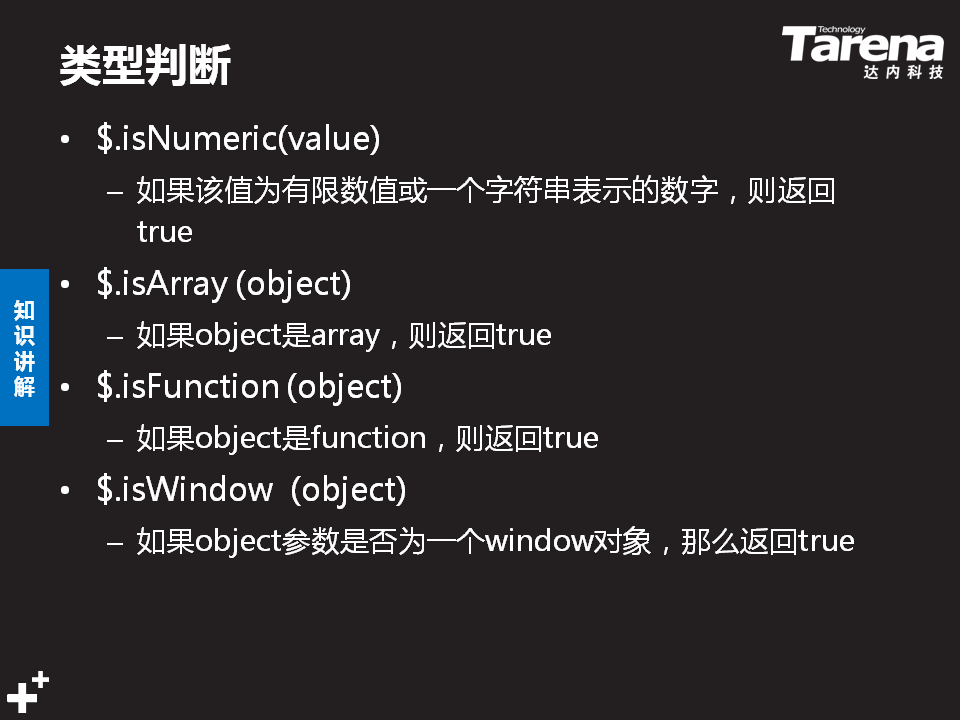 类型判断
Technology
Tarena
达内科技
• $.isNumeric(value)
– 如果该值为有限数值或一个字符串表示的数字，则返回
true
• $.isArray (object)
– 如果object是array，则返回true
• $.isFunction (object)
– 如果object是function，则返回true
• $.isWindow  (object)
– 如果object参数是否为一个window对象，那么返回true
知
识
讲
解